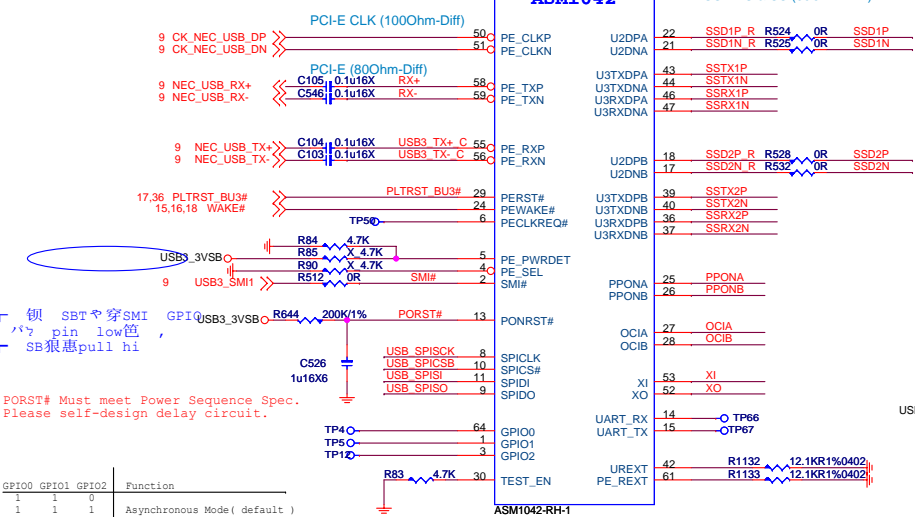 ASM1042
PCI-E CLK (100Ohm-Diff)
9 CK_NEC_USB_DP 50 PE_CLKP U2DPA 22 SSD1P_R R524 0R SSD1P
9 CK_NEC_USB_DN 51 PE_CLKN U2DNA 21 SSD1N_R R525 0R SSD1N
PCI-E (80Ohm-Diff)
U3TXDPA 43 SSTX1P
9 NEC_USB_RX+ C105 0.1u16X RX+ 58 PE_TXP U3TXDNA 44 SSTX1N
9 NEC_USB_RX- C546 0.1u16X RX- 59 PE_TXN U3RXDPA 46 SSRX1P
U3RXDNA 47 SSRX1N
9 NEC_USB_TX+ C104 0.1u16X USB3_TX+_C 55 PE_RXP
9 NEC_USB_TX- C103 0.1u16X USB3_TX-_C 56 PE_RXN U2DPB 18 SSD2P_R R528 0R SSD2P
U2DNB 17 SSD2N_R R532 0R SSD2N
17,36 PLTRST_BU3# PLTRST_BU3# 29 PERST# U3TXDPB 39 SSTX2P
15,16,18 WAKE# 24 PEWAKE# U3TXDNB 40 SSTX2N
TP50 6 PECLKREQ# U3RXDPB 36 SSRX2P
U3RXDNB 37 SSRX2N
R84 4.7K
USB3_3VSB R85 X_4.7K 5 PE_PWRDET
R90 X_4.7K 4 PE_SEL
9 USB3_SMI1 R512 0R SMI# 2 SMI# PPONA 25 PPONA
PPONB 26 PPONB
SBT SMI GPIO
USB3_3VSB R644 200K/1% PORST# 13 PONRST#
pin low ,
OCIA 27 OCIA
SB pull hi
OCIB 28 OCIB
USB_SPISCK 8 SPICLK
C526 USB_SPICSB 10 SPICS#
1u16X6 USB_SPISI 11 SPIDI XI 53 XI
USB_SPISO 9 SPIDO XO 52 XO
PORST# Must meet Power Sequence Spec.
Please self-design delay circuit.
US
UART_RX 14 TP66
TP4 64 GPIO0 UART_TX 15 TP67
TP5 1 GPIO1
TP12 3 GPIO2
UREXT 42 R1132 12.1KR1%0402
R83 4.7K 30 TEST_EN PE_REXT 61 R1133 12.1KR1%0402
GPIO0 GPIO1 GPIO2 Function
1 1 0
1 1 1 Asynchronous Mode( default )
ASM1042-RH-1